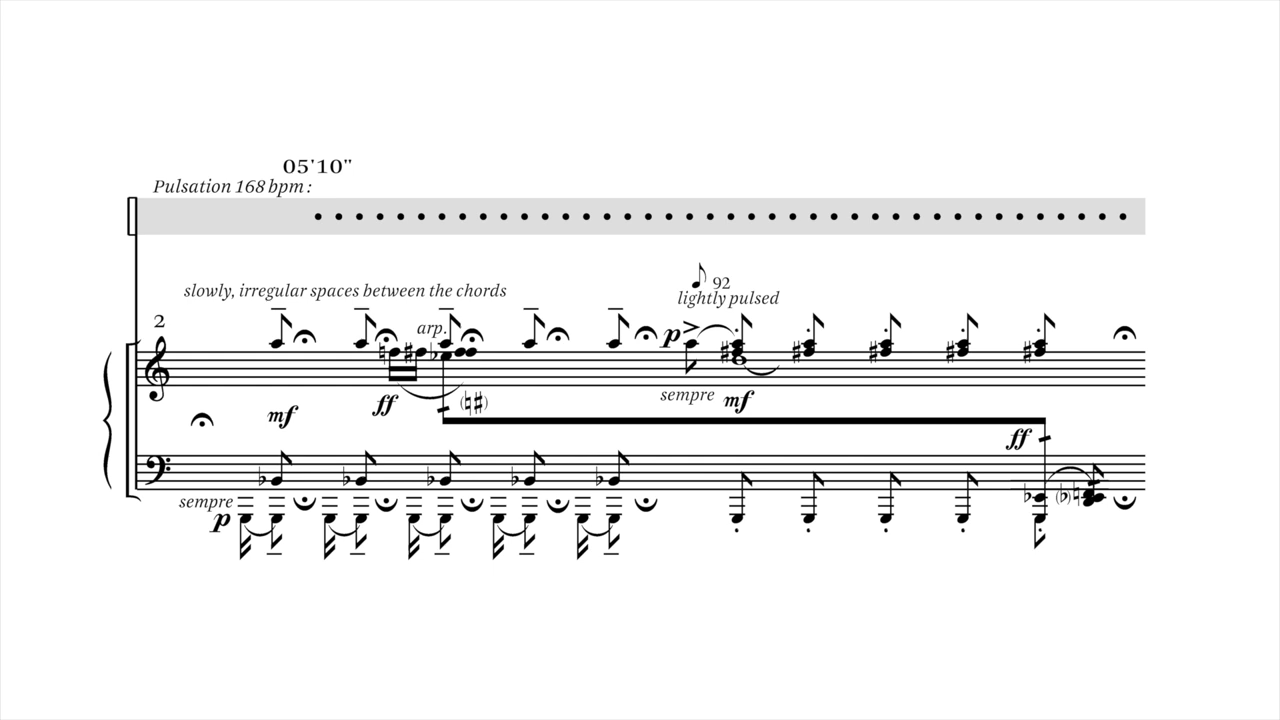 05'10"
Pulsation 168 bpm :
92
slowly, irregular spaces between the chords
lightly pulsed
2
arp.
p
sempre
mf
ff
mf
ff
sempre
p